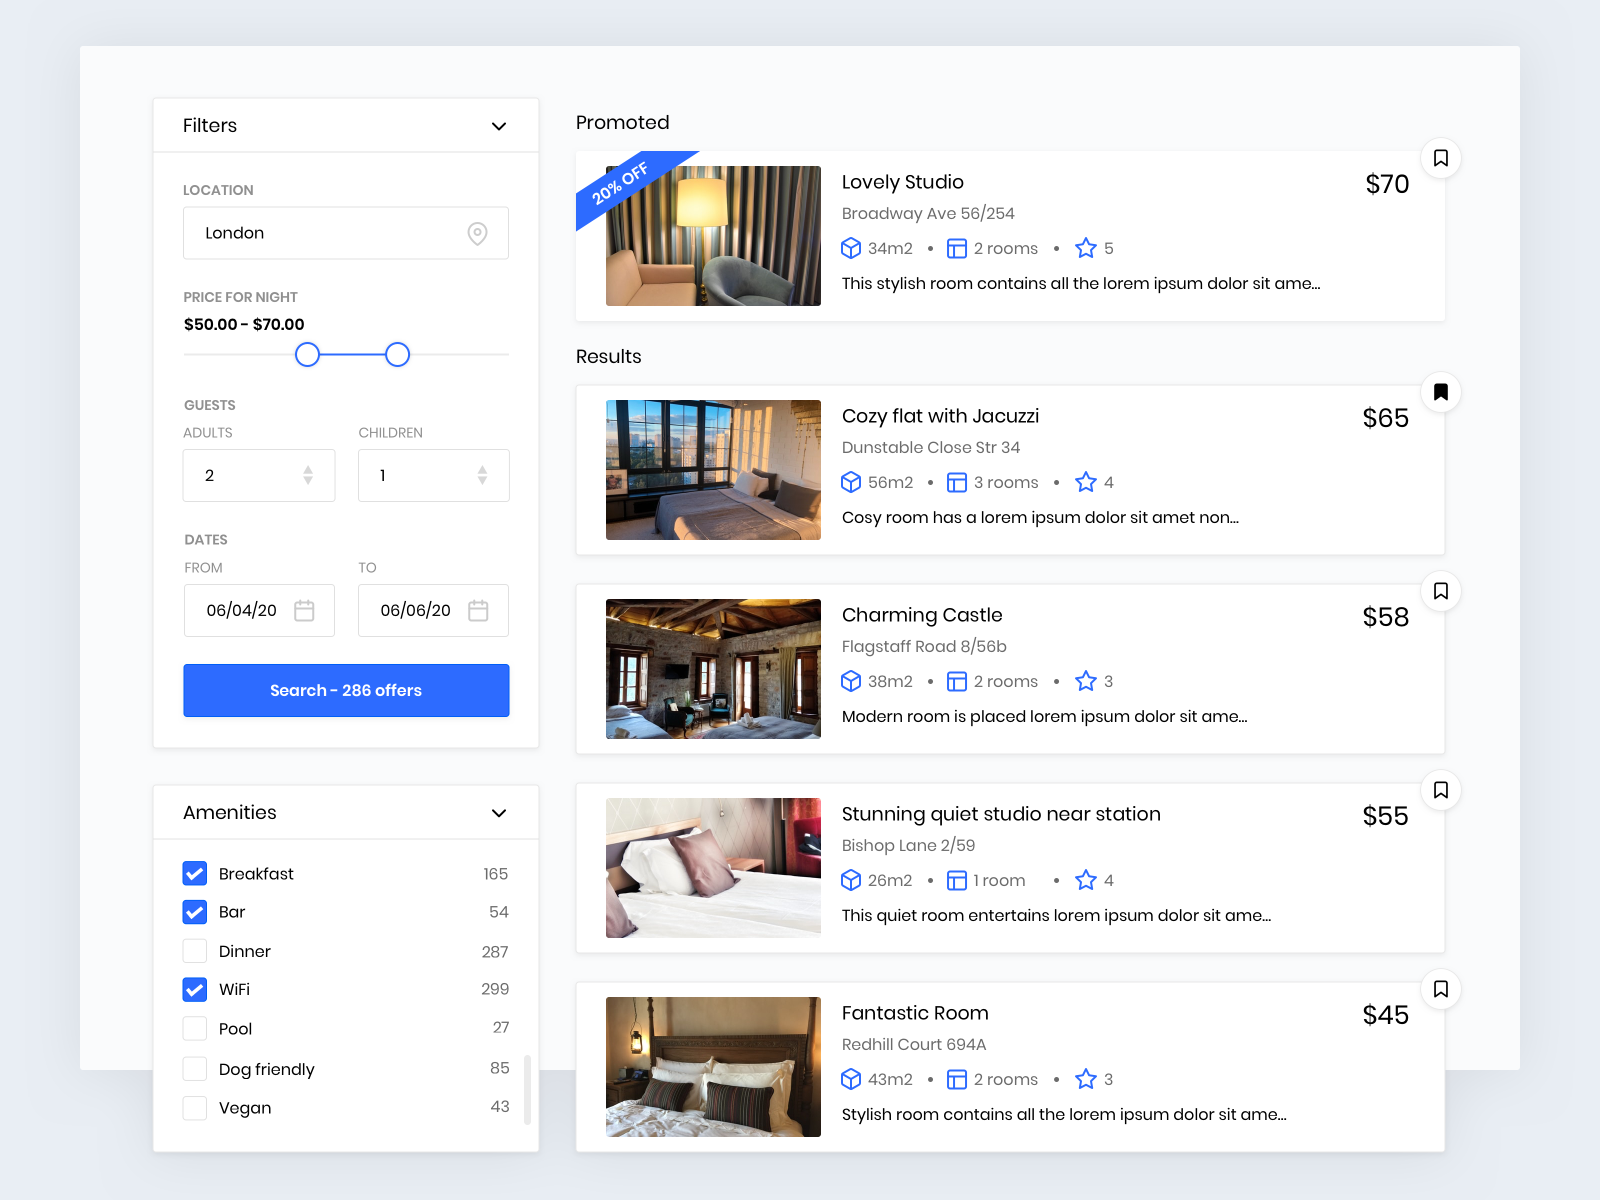 Filters
LOCATION
London
PRICE FOR NIGHT
$50.00 - $70.00
GUESTS
ADULTS
CHILDREN
2
1
DATES
FROM
TO
06/04/20
06/06/20
Search - 286 offers
Amenities
Breakfast 165
Bar 54
Dinner 287
WiFi 299
Pool 27
Dog friendly 85
Vegan 43
Promoted
20% OFF
Lovely Studio
$70
Broadway Ave 56/254
34m2 • 2 rooms • 5
This stylish room contains all the lorem ipsum dolor sit ame...
Results
Cozy flat with Jacuzzi
$65
Dunstable Close Str 34
56m2 • 3 rooms • 4
Cosy room has a lorem ipsum dolor sit amet non...
Charming Castle
$58
Flagstaff Road 8/56b
38m2 • 2 rooms • 3
Modern room is placed lorem ipsum dolor sit ame...
Stunning quiet studio near station
$55
Bishop Lane 2/59
26m2 • 1 room • 4
This quiet room entertains lorem ipsum dolor sit ame...
Fantastic Room
$45
Redhill Court 694A
43m2 • 2 rooms • 3
Stylish room contains all the lorem ipsum dolor sit ame...